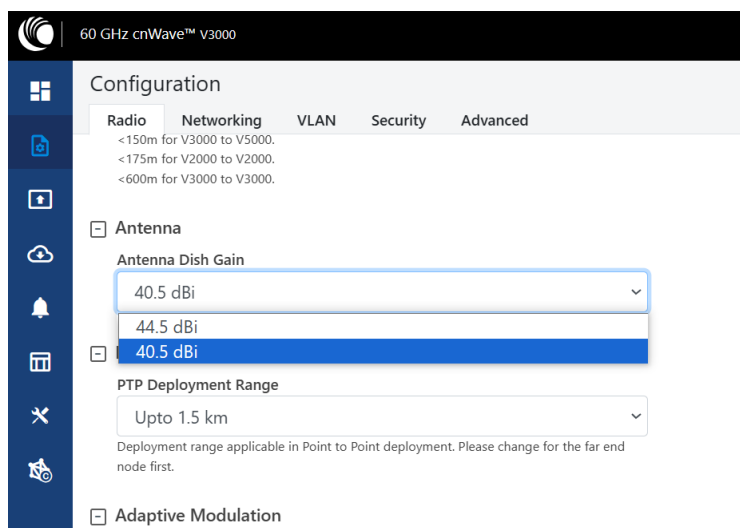 60 GHz cnWave™ V3000
Configuration
Radio Networking VLAN Security Advanced
<150m for V3000 to V5000.
<175m for V2000 to V2000.
<600m for V3000 to V3000.
Antenna
Antenna Dish Gain
40.5 dBi
44.5 dBi
40.5 dBi
PTP Deployment Range
Upto 1.5 km
Deployment range applicable in Point to Point deployment. Please change for the far end
node first.
Adaptive Modulation